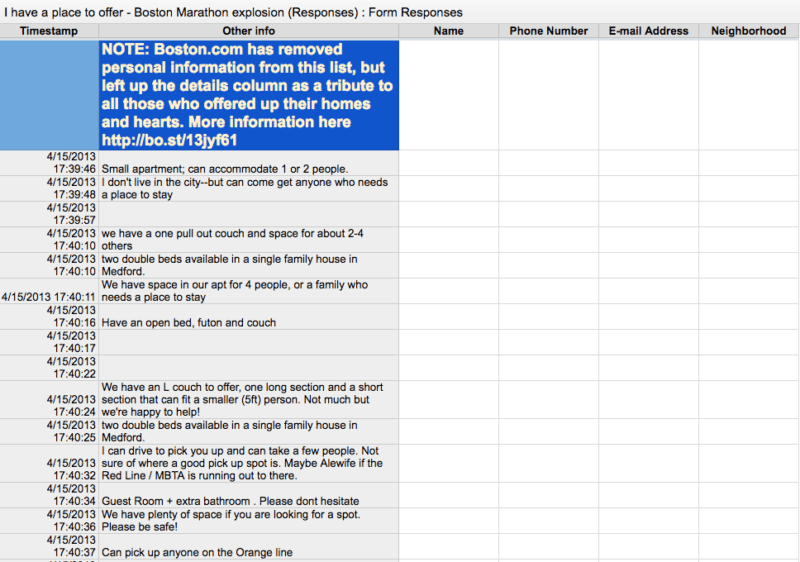 I have a place to offer - Boston Marathon explosion (Responses) : Form Responses
Timestamp Other info Name Phone Number E-mail Address Neighborhood
NOTE: Boston.com has removed
personal information from this list, but
left up the details column as a tribute to
all those who offered up their homes
and hearts. More information here
http://bo.st/13jyf61
4/15/2013
17:39:46 Small apartment; can accommodate 1 or 2 people.
4/15/2013 I don't live in the city--but can come get anyone who needs
17:39:48 a place to stay
4/15/2013
17:39:57
4/15/2013 we have a one pull out couch and space for about 2-4
17:40:10 others
4/15/2013 two double beds available in a single family house in
17:40:10 Medford.
We have space in our apt for 4 people, or a family who
4/15/2013 17:40:11 needs a place to stay
4/15/2013
17:40:16 Have an open bed, futon and couch
4/15/2013
17:40:17
4/15/2013
17:40:22
We have an L couch to offer, one long section and a short
4/15/2013 section that can fit a smaller (5ft) person. Not much but
17:40:24 we're happy to help!
4/15/2013 two double beds available in a single family house in
17:40:25 Medford.
I can drive to pick you up and can take a few people. Not
4/15/2013 sure of where a good pick up spot is. Maybe Alewife if the
17:40:32 Red Line / MBTA is running out to there.
4/15/2013
17:40:34 Guest Room + extra bathroom . Please dont hesitate
4/15/2013 We have plenty of space if you are looking for a spot.
17:40:36 Please be safe!
4/15/2013
17:40:37 Can pick up anyone on the Orange line